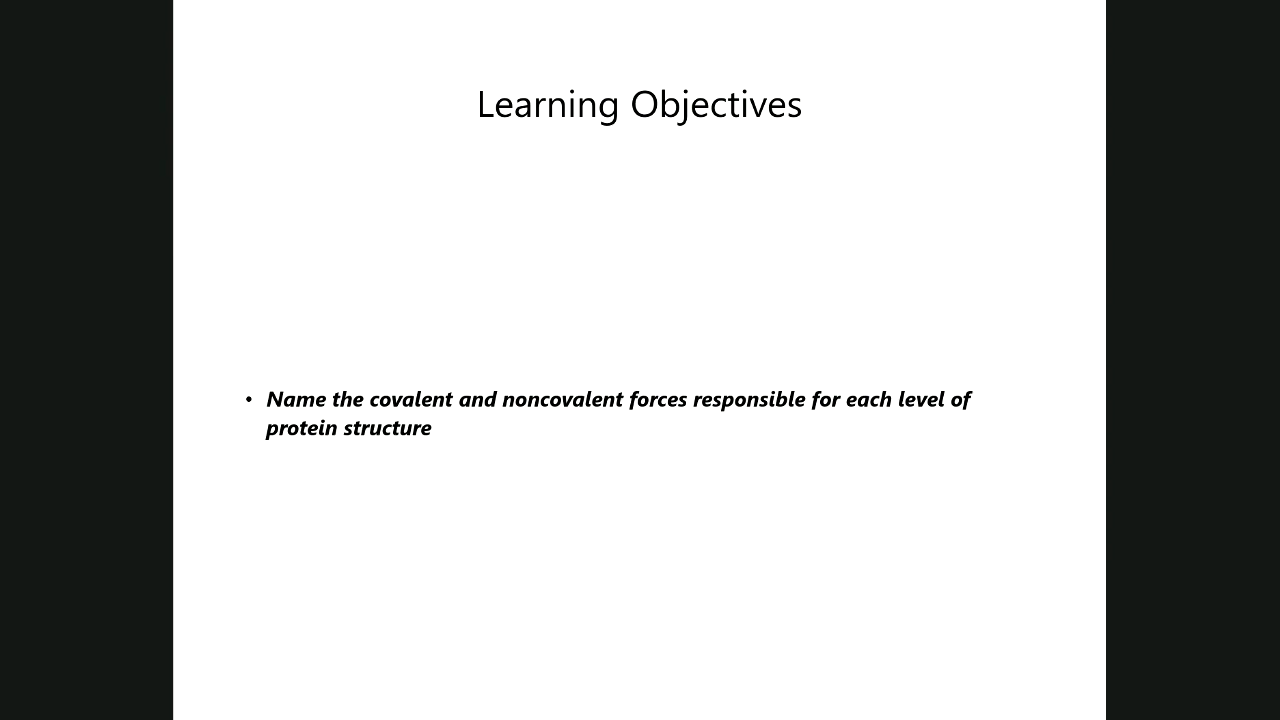 Learning Objectives
• Name the covalent and noncovalent forces responsible for each level of
protein structure